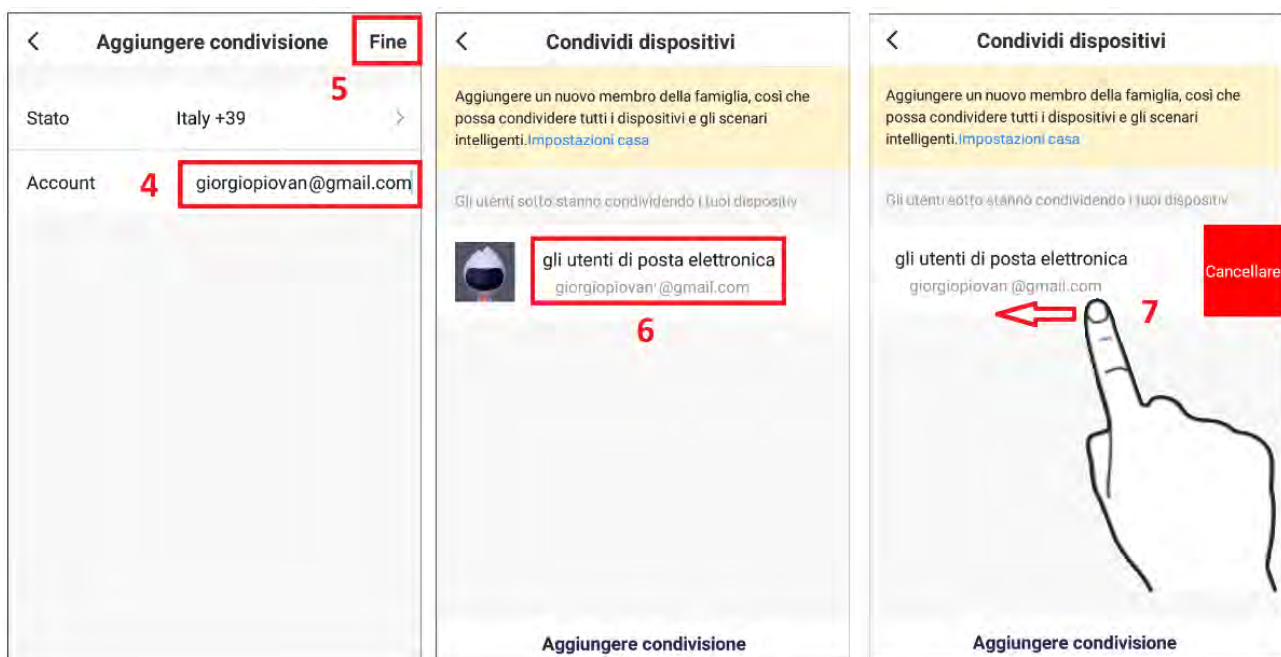 Aggiungere condivisione
Fine
5
Stato
Italy +39
Account
4
giorgiopiovan@gmail.com
Condividi dispositivi
Aggiungere un nuovo membro della famiglia, così che
possa condividere tutti i dispositivi e gli scenari
intelligenti.Impostazioni casa
Gli utenti sotto stanno condividendo i tuoi dispositiv
gli utenti di posta elettronica
giorgiopiovan'@gmail.com
6
Aggiungere condivisione
Condividi dispositivi
Aggiungere un nuovo membro della famiglia, così che
possa condividere tutti i dispositivi e gli scenari
intelligenti.Impostazioni casa
Gli utenti sotto stanno condividendo i tuoi dispositiv
gli utenti di posta elettronica
giorgiopiovan @gmail.com
Cancellare
7
Aggiungere condivisione